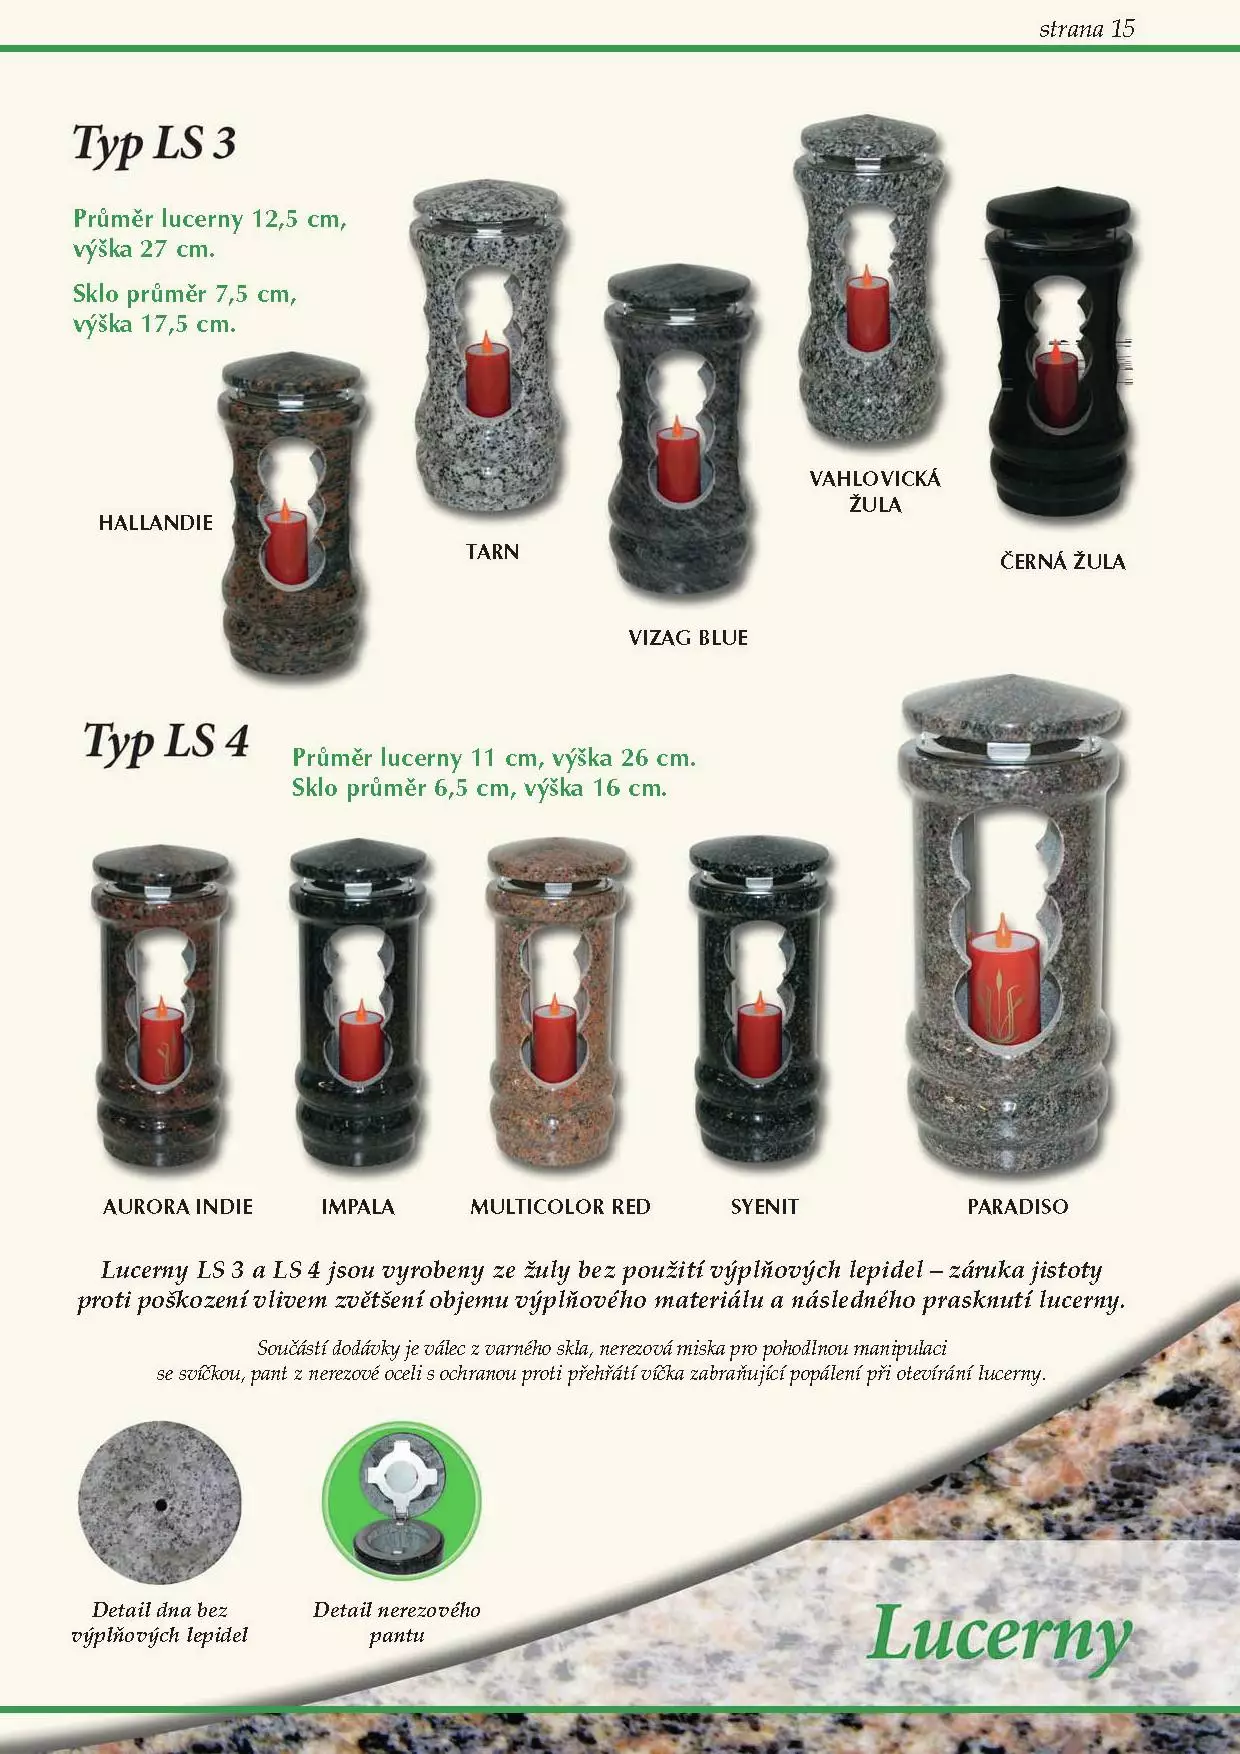 strana 15
Typ LS 3
Průměr lucerny 12,5 cm,
výška 27 cm.
Sklo průměr 7,5 cm,
výška 17,5 cm.
HALLANDIE
TARN
VIZAG BLUE
VAHLOVICKÁ
ŽULA
ČERNÁ ŽULA
Typ LS 4
Průměr lucerny 11 cm, výška 26 cm.
Sklo průměr 6,5 cm, výška 16 cm.
AURORA INDIE
IMPALA
MULTICOLOR RED
SYENIT
PARADISO
Lucerny LS 3 a LS 4 jsou vyrobeny ze žuly bez použití výplňových lepidel – záruka jistoty
proti poškození vlivem zvětšení objemu výplňového materiálu a následného prasknutí lucerny.
Součástí dodávky je válec z varného skla, nerezová miska pro pohodlnou manipulaci
se svíčkou, pant z nerezové oceli s ochranou proti přehřátí víčka zabraňující popálení při otevírání lucerny.
Detail dna bez
výplňových lepidel
Detail nerezového
pantu
Lucerny